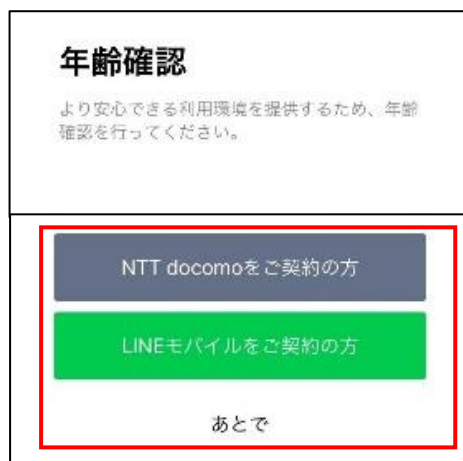 年齢確認
より安心できる利用環境を提供するため、年齢
確認を行ってください。
NTT docomoをご契約の方
LINEモバイルをご契約の方
あとで